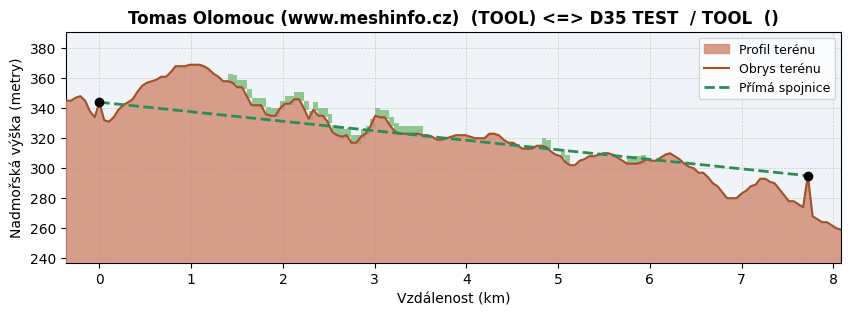 Tomas Olomouc (www.meshinfo.cz)  (TOOL) <=> D35 TEST  / TOOL  ()
Nadmořská výška (metry)
380
360
340
320
300
280
260
240
Profil terénu
Obrys terénu
Přímá spojnice
0 1 2 3 4 5 6 7 8
Vzdálenost (km)